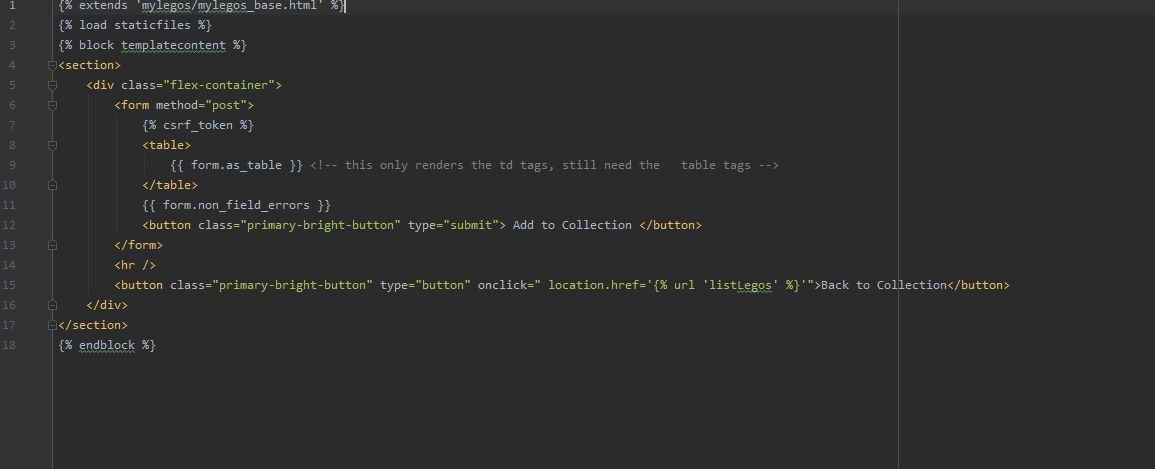 1 {% extends 'mylegos/mylegos_base.html' %}
2 {% load staticfiles %}
3 {% block templatecontent %}
4 <section>
5 <div class="flex-container">
6 <form method="post">
7 {% csrf_token %}
8 <table>
9 {{ form.as_table }} <!-- this only renders the td tags, still need the   table tags -->
10 </table>
11 {{ form.non_field_errors }}
12 <button class="primary-bright-button" type="submit"> Add to Collection </button>
13 </form>
14 <hr />
15 <button class="primary-bright-button" type="button" onclick=" location.href='{% url 'listLegos' %}'">Back to Collection</button>
16 </div>
17 </section>
18 {% endblock %}